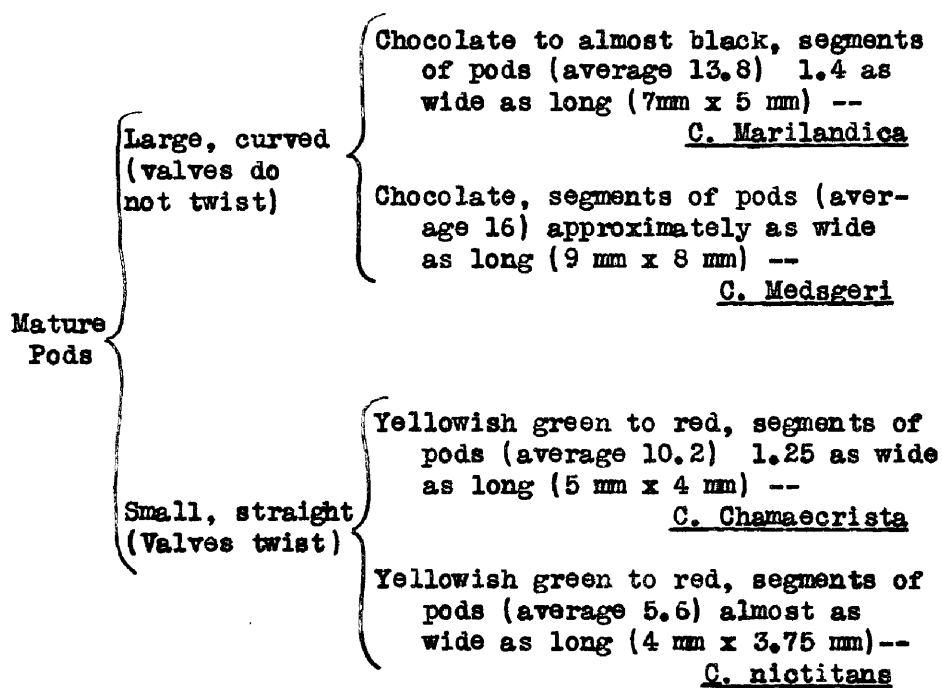 Chocolate to almost black, segments
of pods (average 13.8) 1.4 as
wide as long (7mm x 5 mm) --
C. Marilandica
Large, curved
(valves do
not twist)
Chocolate, segments of pods (aver-
age 16) approximately as wide
as long (9 mm x 8 mm) --
C. Medsgeri
Mature
Pods
Yellowish green to red, segments of
pods (average 10.2) 1.25 as wide
as long (5 mm x 4 mm) --
C. Chamaecrista
Small, straight
(Valves twist)
Yellowish green to red, segments of
pods (average 5.6) almost as
wide as long (4 mm x 3.75 mm)--
C. nictitans